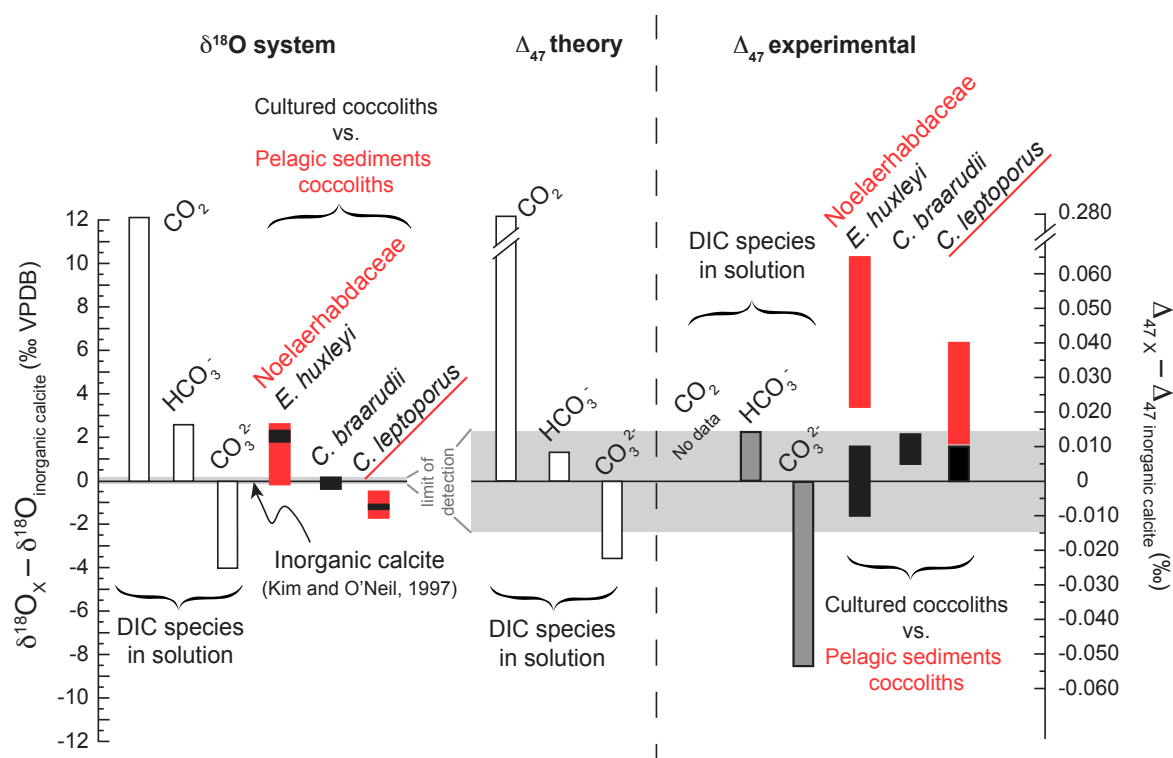 δ¹⁸O system
Δ₄₇ theory
Δ₄₇ experimental
Cultured coccoliths
vs.
Pelagic sediments
coccoliths
CO₂
HCO₃⁻
CO₃²⁻
Noelaerhabdaceae
E. huxleyi
C. braarudii
C. leptoporus
CO₂
HCO₃⁻
CO₃²⁻
DIC species
in solution
CO₂
No data
HCO₃⁻
CO₃²⁻
Noelaerhabdaceae
E. huxleyi
C. braarudii
C. leptoporus
limit of
detection
Inorganic calcite
(Kim and O'Neil, 1997)
DIC species
in solution
DIC species
in solution
Cultured coccoliths
vs.
Pelagic sediments
coccoliths
δ¹⁸O_X – δ¹⁸O_inorganic calcite (‰ VPDB)
12
10
8
6
4
2
0
-2
-4
-6
-8
-10
-12
0.280
0.060
0.050
0.040
0.030
0.020
0.010
0
-0.010
-0.020
-0.030
-0.040
-0.050
-0.060
Δ₄₇ X – Δ₄₇ inorganic calcite (‰)